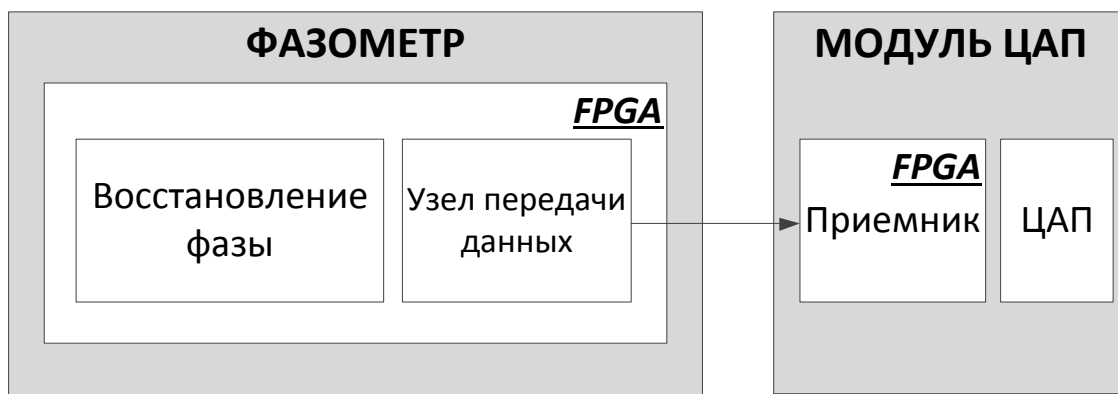 ФАЗОМЕТР
FPGA
Восстановление
фазы
Узел передачи
данных
МОДУЛЬ ЦАП
FPGA
Приемник
ЦАП